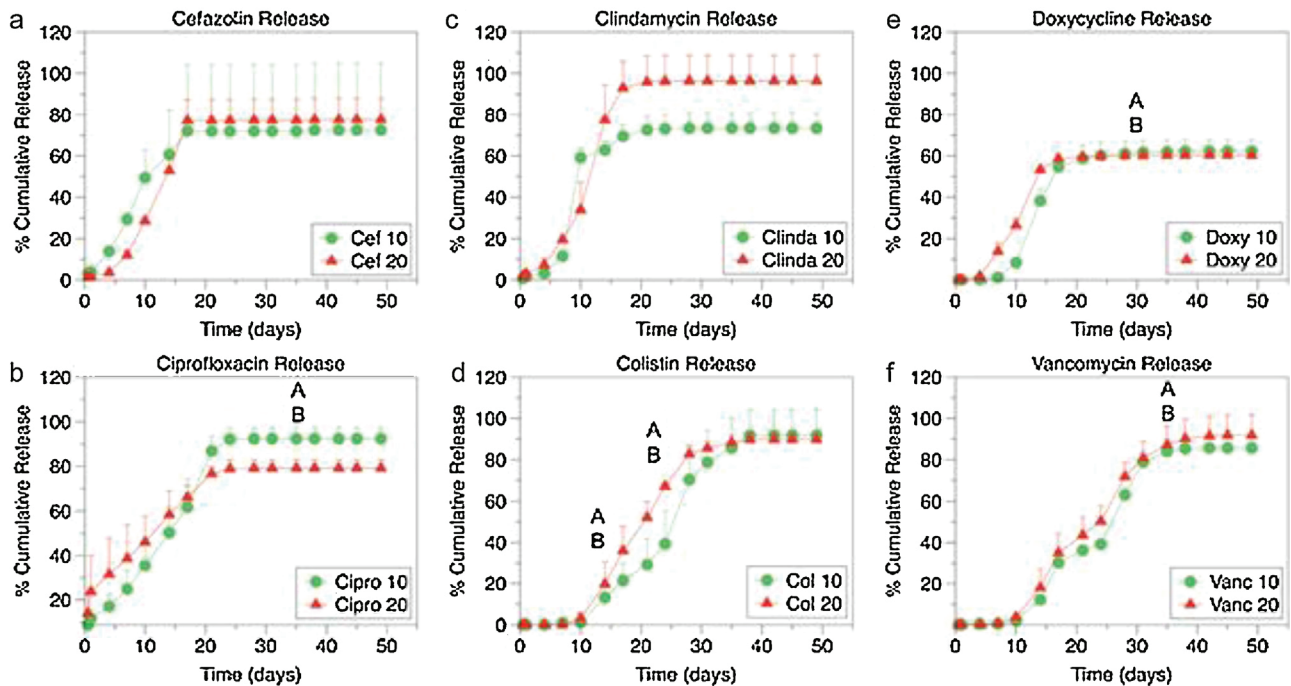 a
Cefazolin Release
% Cumulative Release
120
100
80
60
40
20
0
Cef 10
Cef 20
0 10 20 30 40 50
Time (days)
c
Clindamycin Release
% Cumulative Release
120
100
80
60
40
20
0
Clinda 10
Clinda 20
0 10 20 30 40 50
Time (days)
e
Doxycycline Release
% Cumulative Release
120
100
80
60
40
20
0
A
B
Doxy 10
Doxy 20
0 10 20 30 40 50
Time (days)
b
Ciprofloxacin Release
% Cumulative Release
120
100
80
60
40
20
A
B
Cipro 10
Cipro 20
0 10 20 30 40 50
Time (days)
d
Colistin Release
% Cumulative Release
120
100
80
60
40
20
0
A
B
A
B
Col 10
Col 20
0 10 20 30 40 50
Time (days)
f
Vancomycin Release
% Cumulative Release
120
100
80
60
40
20
0
A
B
Vanc 10
Vanc 20
0 10 20 30 40 50
Time (days)